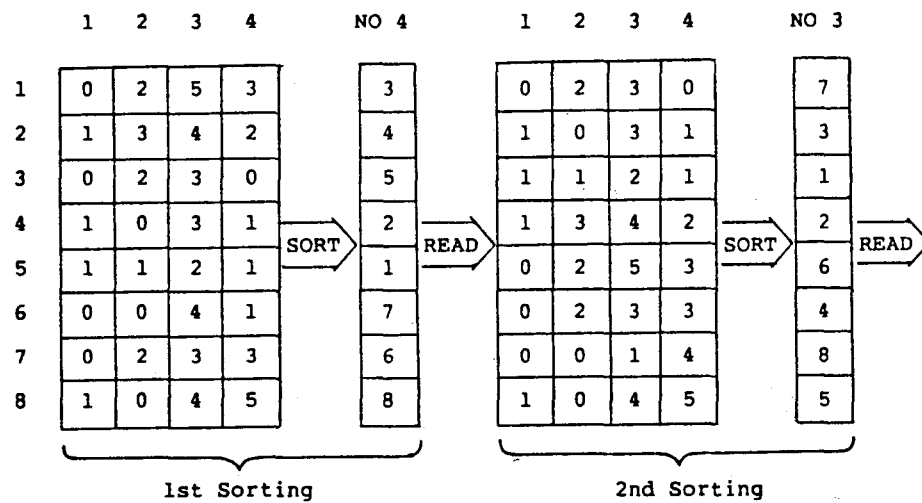 1 2 3 4 NO 4 1 2 3 4 NO 3
1 0 2 5 3 3 0 2 3 0 7
2 1 3 4 2 4 1 0 3 1 3
3 0 2 3 0 5 1 1 2 1 1
4 1 0 3 1 SORT 2 READ 1 3 4 2 SORT 2 READ
5 1 1 2 1 1 0 2 5 3 6
6 0 0 4 1 7 0 2 3 3 4
7 0 2 3 3 6 0 0 1 4 8
8 1 0 4 5 8 1 0 4 5 5
1st Sorting 2nd Sorting